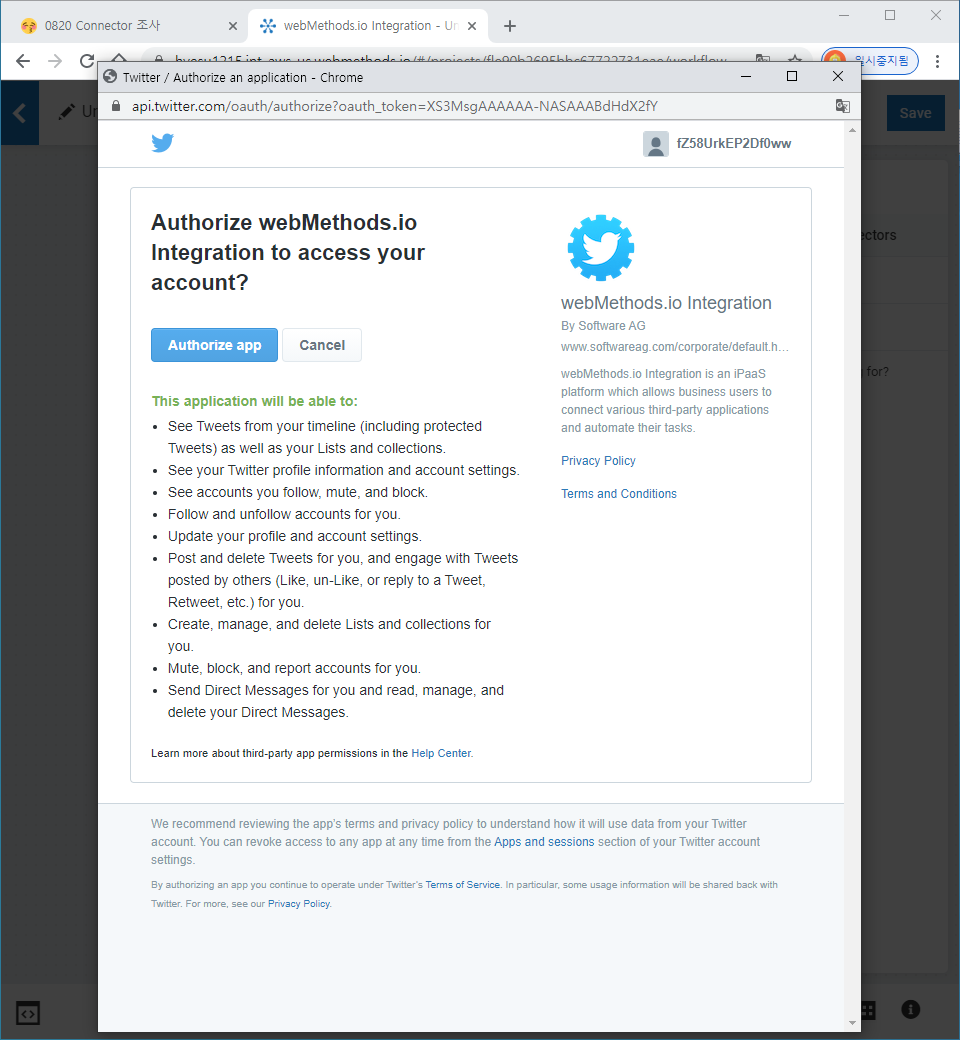 0820 Connector 조사
webMethods.io Integration - Un
Twitter / Authorize an application - Chrome
일시중지됨
api.twitter.com/oauth/authorize?oauth_token=XS3MsgAAAAAA-NASAAABdHdX2fY
Un
Save
fZ58UrkEP2Df0ww
Authorize webMethods.io
Integration to access your
account?
Authorize app
Cancel
This application will be able to:
• See Tweets from your timeline (including protected
Tweets) as well as your Lists and collections.
• See your Twitter profile information and account settings.
• See accounts you follow, mute, and block.
• Follow and unfollow accounts for you.
• Update your profile and account settings.
• Post and delete Tweets for you, and engage with Tweets
posted by others (Like, un-Like, or reply to a Tweet,
Retweet, etc.) for you.
• Create, manage, and delete Lists and collections for
you.
• Mute, block, and report accounts for you.
• Send Direct Messages for you and read, manage, and
delete your Direct Messages.
Learn more about third-party app permissions in the Help Center.
webMethods.io Integration
By Software AG
www.softwareag.com/corporate/default.h…
webMethods.io Integration is an iPaaS
platform which allows business users to
connect various third-party applications
and automate their tasks.
Privacy Policy
Terms and Conditions
ectors
for?
We recommend reviewing the app's terms and privacy policy to understand how it will use data from your Twitter
account. You can revoke access to any app at any time from the Apps and sessions section of your Twitter account
settings.
By authorizing an app you continue to operate under Twitter's Terms of Service. In particular, some usage information will be shared back with
Twitter. For more, see our Privacy Policy.